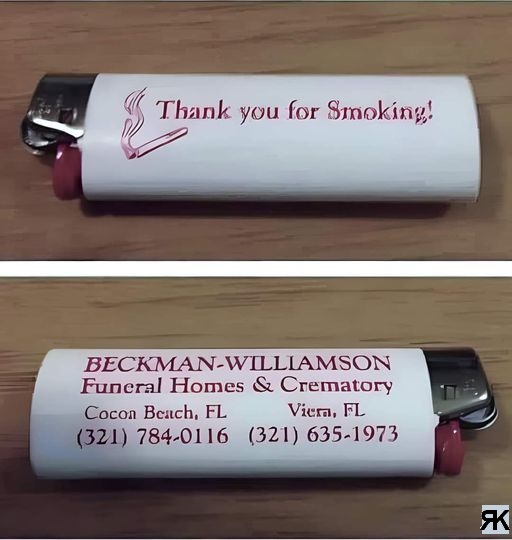 Thank you for Smoking!
BECKMAN-WILLIAMSON
Funeral Homes & Crematory
Cocoa Beach, FL Viera, FL
(321) 784-0116 (321) 635-1973
RK